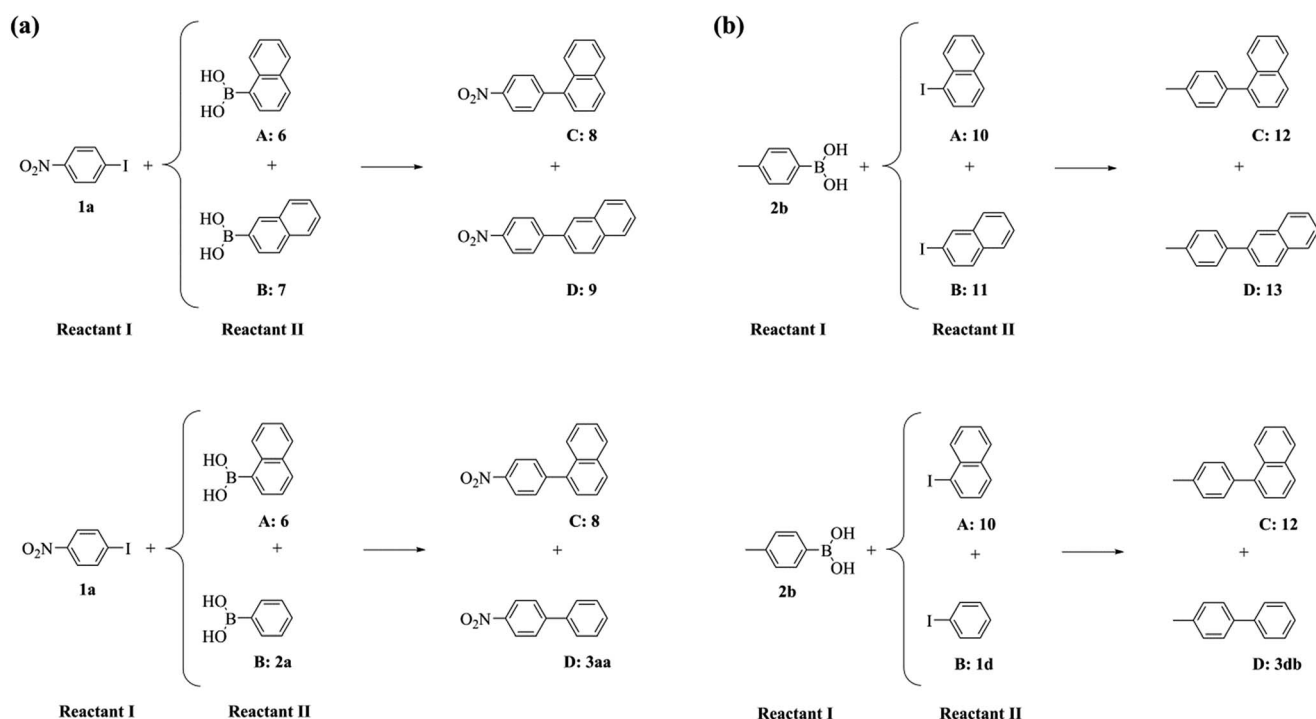 (a)
HO
B
HO
A: 6
O₂N
I
+
1a
+
HO
B
HO
B: 7
O₂N
C: 8
+
O₂N
D: 9
Reactant I
Reactant II
(b)
B
OH
OH
+
2b
I
A: 10
+
I
B: 11
C: 12
+
D: 13
Reactant I
Reactant II
HO
B
HO
A: 6
O₂N
I
+
1a
+
HO
B
HO
B: 2a
O₂N
C: 8
+
O₂N
D: 3aa
Reactant I
Reactant II
B
OH
OH
+
2b
I
A: 10
+
I
B: 1d
C: 12
+
D: 3db
Reactant I
Reactant II